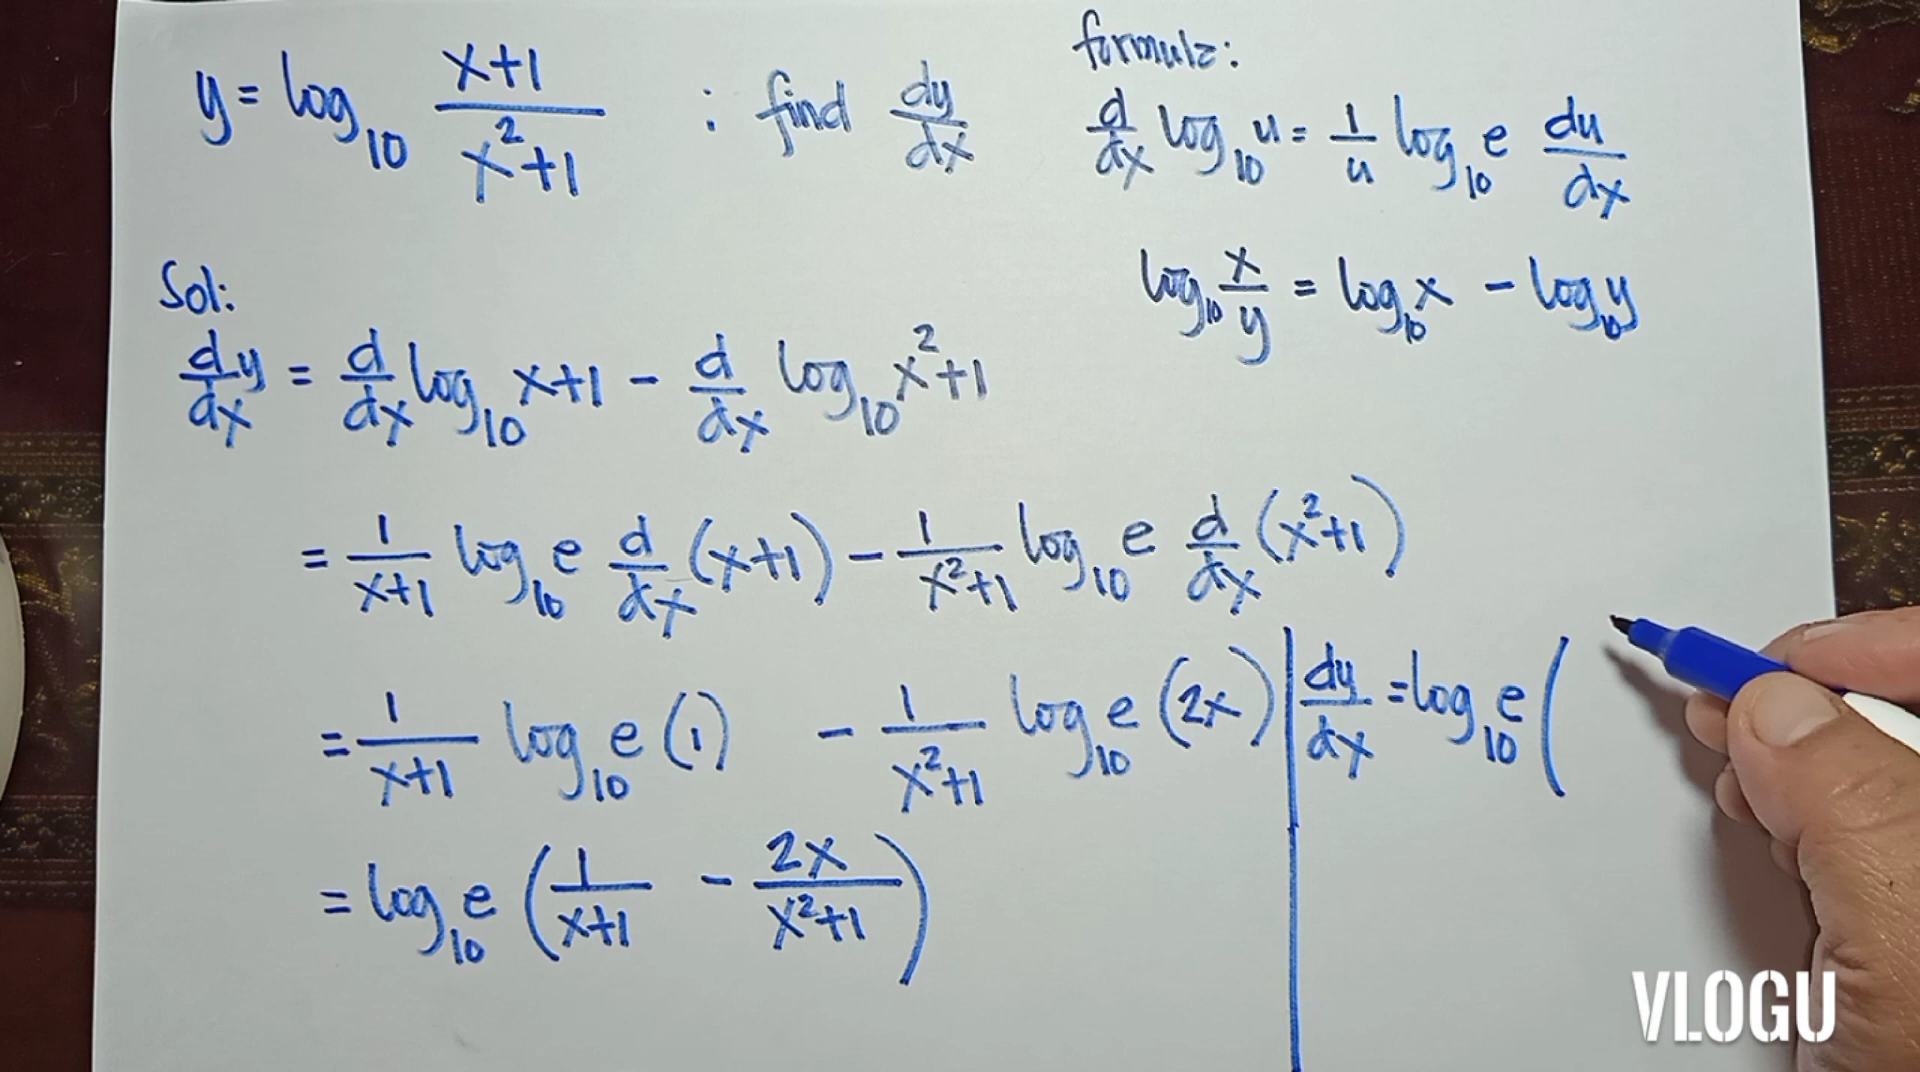 y = log₁₀ (x+1)/(x²+1) : find dy/dx
formula:
d/dx log₁₀ u = 1/u log₁₀ e du/dx
log₁₀ x/y = log₁₀ x - log₁₀ y
Sol:
d/dx y = d/dx log₁₀ x+1 - d/dx log₁₀ x²+1
= 1/(x+1) log₁₀ e d/dx (x+1) - 1/(x²+1) log₁₀ e d/dx (x²+1)
= 1/(x+1) log₁₀ e (1) - 1/(x²+1) log₁₀ e (2x)
= log₁₀ e (1/(x+1) - 2x/(x²+1))
dy/dx = log₁₀ e (
VLOGU